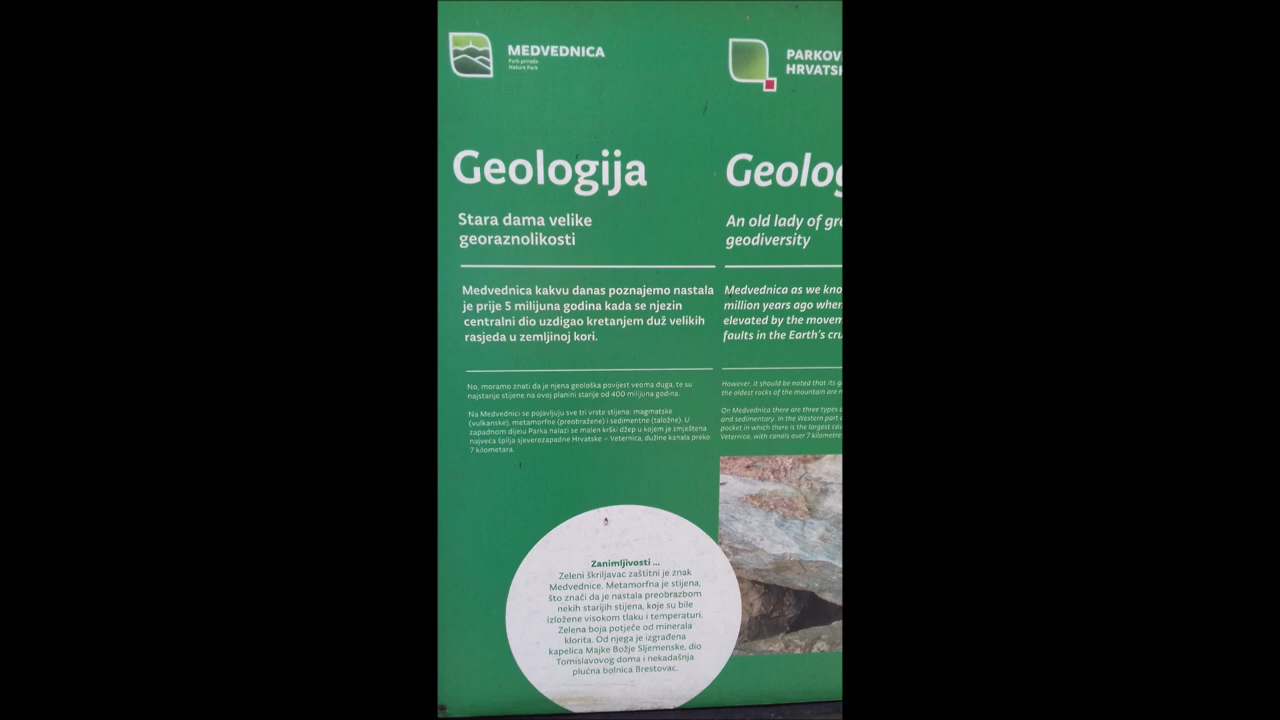 MEDVEDNICA
Park prirode
Nature Park
PARKOV
HRVATSK
Geologija
Stara dama velike
georaznolikosti
Medvednica kakvu danas poznajemo nastala
je prije 5 milijuna godina kada se njezin
centralni dio uzdigao kretanjem duž velikih
rasjeda u zemljinoj kori.
No, moramo znati da je njena geološka povijest veoma duga, te su
najstarije stijene na ovoj planini starije od 400 milijuna godina.
Na Medvednici se pojavljuju sve tri vrste stijena: magmatske
(vulkanske), metamorfne (preobražene) i sedimentne (taložne). U
zapadnom dijelu Parka nalazi se malen krški džep u kojem je smještena
najveća špilja sjeverozapadne Hrvatske – Veternica, dužine kanala preko
7 kilometara.
Zanimljivosti ...
Zeleni škriljavac zaštitni je znak
Medvednice. Metamorfna je stijena,
što znači da je nastala preobrazbom
nekih starijih stijena, koje su bile
izložene visokom tlaku i temperaturi.
Zelena boja potječe od minerala
klorita. Od njega je izgrađena
kapelica Majke Božje Sljemenske, dio
Tomislavovog doma i nekadašnja
plućna bolnica Brestovac.
Geolog
An old lady of gre
geodiversity
Medvednica as we kno
million years ago when
elevated by the movem
faults in the Earth's cru
However, it should be noted that its g
the oldest rocks of the mountain are m
On Medvednica there are three types o
and sedimentary. In the Western part o
pocket in which there is the largest cav
Veternica, with canals over 7 kilometre